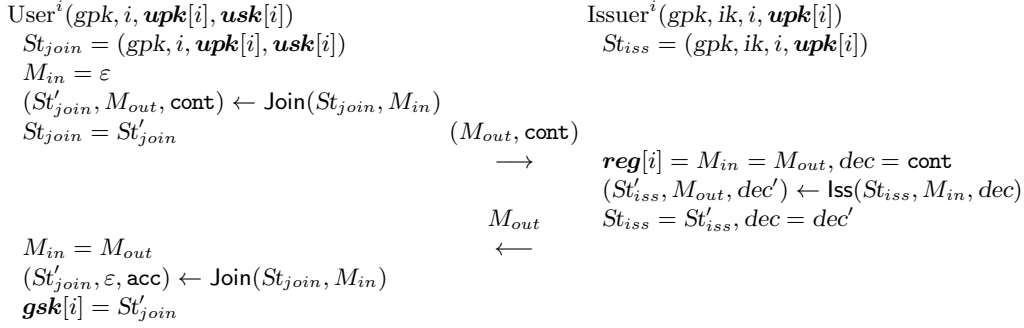 Userⁱ(gpk, i, upk[i], usk[i])    Issuerⁱ(gpk, ik, i, upk[i])
St_join = (gpk, i, upk[i], usk[i])    St_iss = (gpk, ik, i, upk[i])
M_in = ε
(St′_join, M_out, cont) ← Join(St_join, M_in)
St_join = St′_join    (M_out, cont)
⟶    reg[i] = M_in = M_out, dec = cont
(St′_iss, M_out, dec′) ← Iss(St_iss, M_in, dec)
M_out    St_iss = St′_iss, dec = dec′
M_in = M_out    ⟵
(St′_join, ε, acc) ← Join(St_join, M_in)
gsk[i] = St′_join